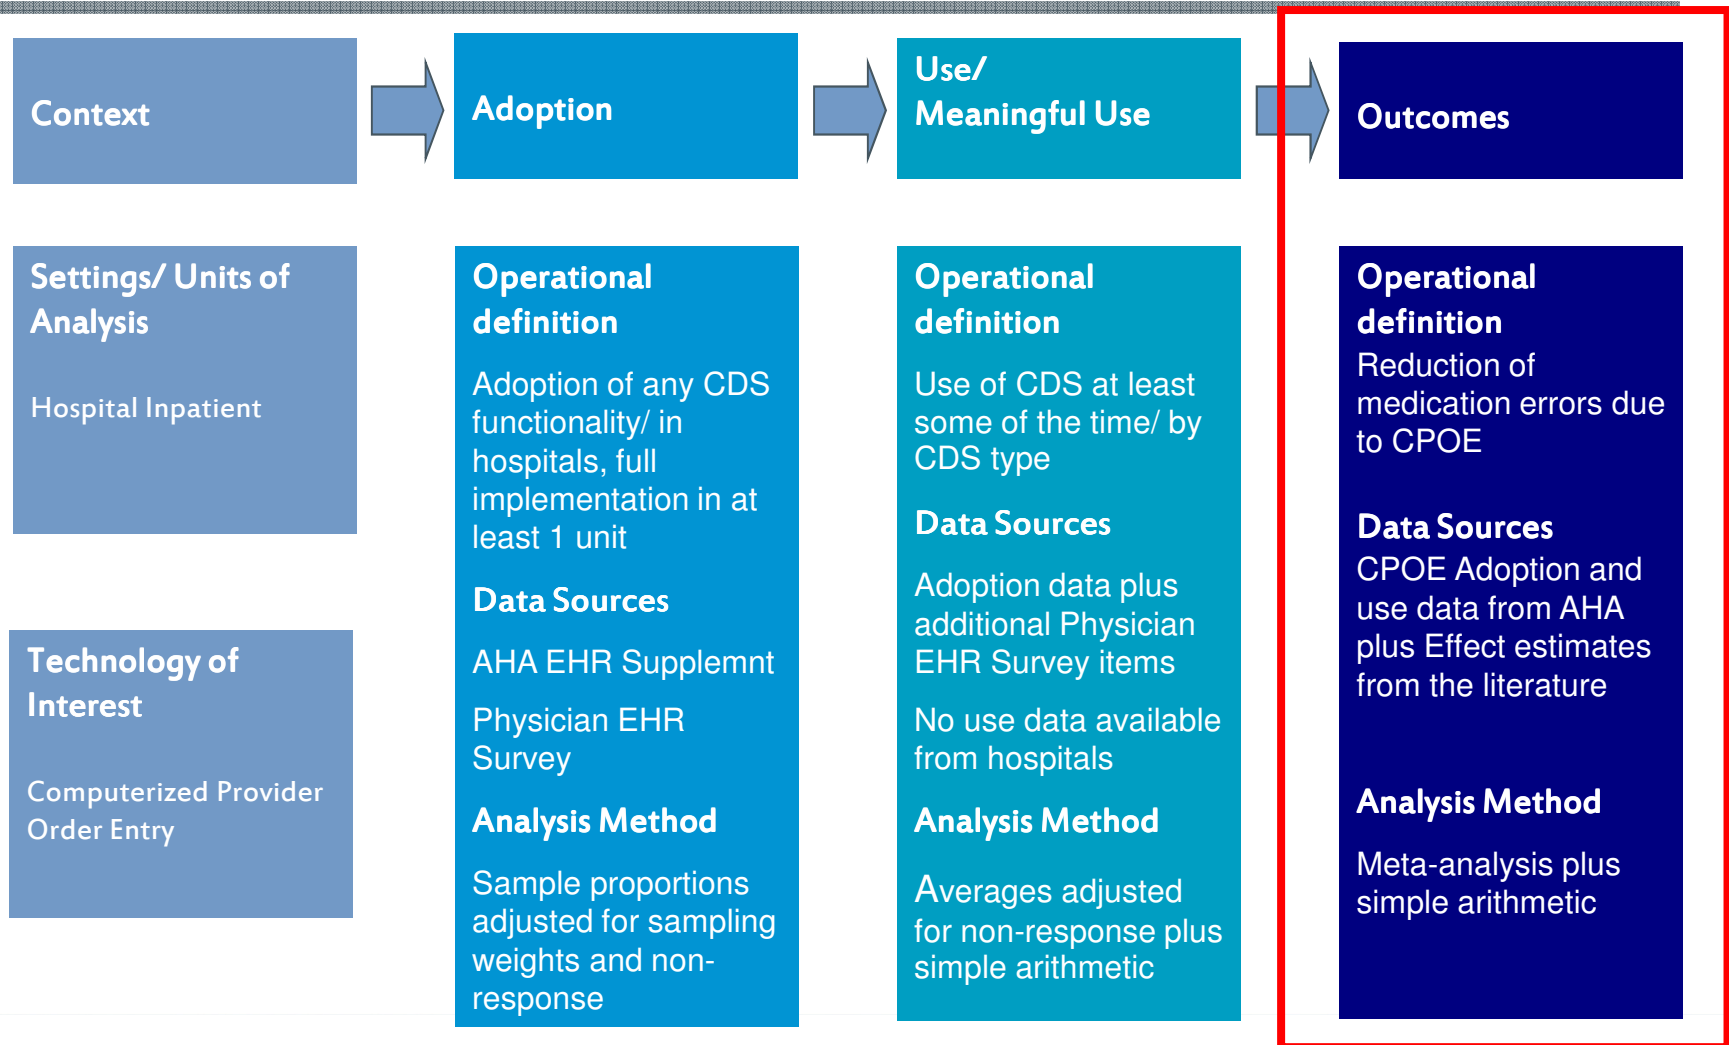 Context
Adoption
Use/
Meaningful Use
Outcomes
Settings/ Units of
Analysis
Hospital Inpatient
Technology of
Interest
Computerized Provider
Order Entry
Operational
definition
Adoption of any CDS
functionality/ in
hospitals, full
implementation in at
least 1 unit
Data Sources
AHA EHR Supplemnt
Physician EHR
Survey
Analysis Method
Sample proportions
adjusted for sampling
weights and non-
response
Operational
definition
Use of CDS at least
some of the time/ by
CDS type
Data Sources
Adoption data plus
additional Physician
EHR Survey items
No use data available
from hospitals
Analysis Method
Averages adjusted
for non-response plus
simple arithmetic
Operational
definition
Reduction of
medication errors due
to CPOE
Data Sources
CPOE Adoption and
use data from AHA
plus Effect estimates
from the literature
Analysis Method
Meta-analysis plus
simple arithmetic